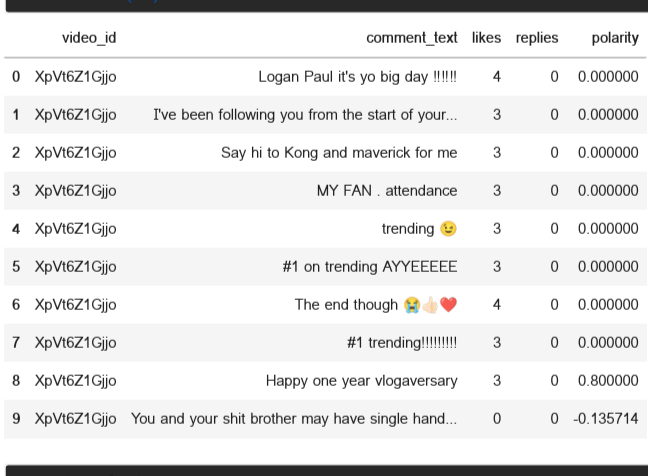 video_id comment_text likes replies polarity
0 XpVt6Z1Gjjo Logan Paul it's yo big day !!!!!! 4 0 0.000000
1 XpVt6Z1Gjjo I've been following you from the start of your... 3 0 0.000000
2 XpVt6Z1Gjjo Say hi to Kong and maverick for me 3 0 0.000000
3 XpVt6Z1Gjjo MY FAN . attendance 3 0 0.000000
4 XpVt6Z1Gjjo trending 😉 3 0 0.000000
5 XpVt6Z1Gjjo #1 on trending AYYEEEEE 3 0 0.000000
6 XpVt6Z1Gjjo The end though 😭👍🏻❤️ 4 0 0.000000
7 XpVt6Z1Gjjo #1 trending!!!!!!!!! 3 0 0.000000
8 XpVt6Z1Gjjo Happy one year vlogaversary 3 0 0.800000
9 XpVt6Z1Gjjo You and your shit brother may have single hand... 0 0 -0.135714